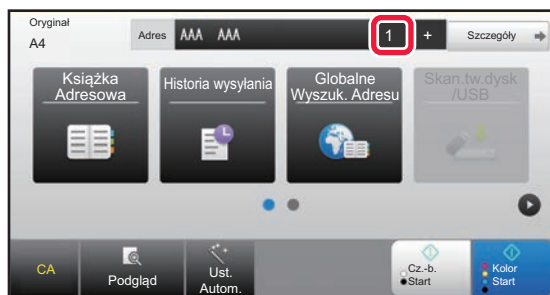 Oryginał
A4
Adres AAA AAA 1 + Szczegóły
Książka
Adresowa
Historia wysyłania
Globalne
Wyszuk. Adresu
Skan.tw.dysk
/USB
CA
Podgląd
Ust.
Autom.
Cz.-b.
Start
Kolor
Start